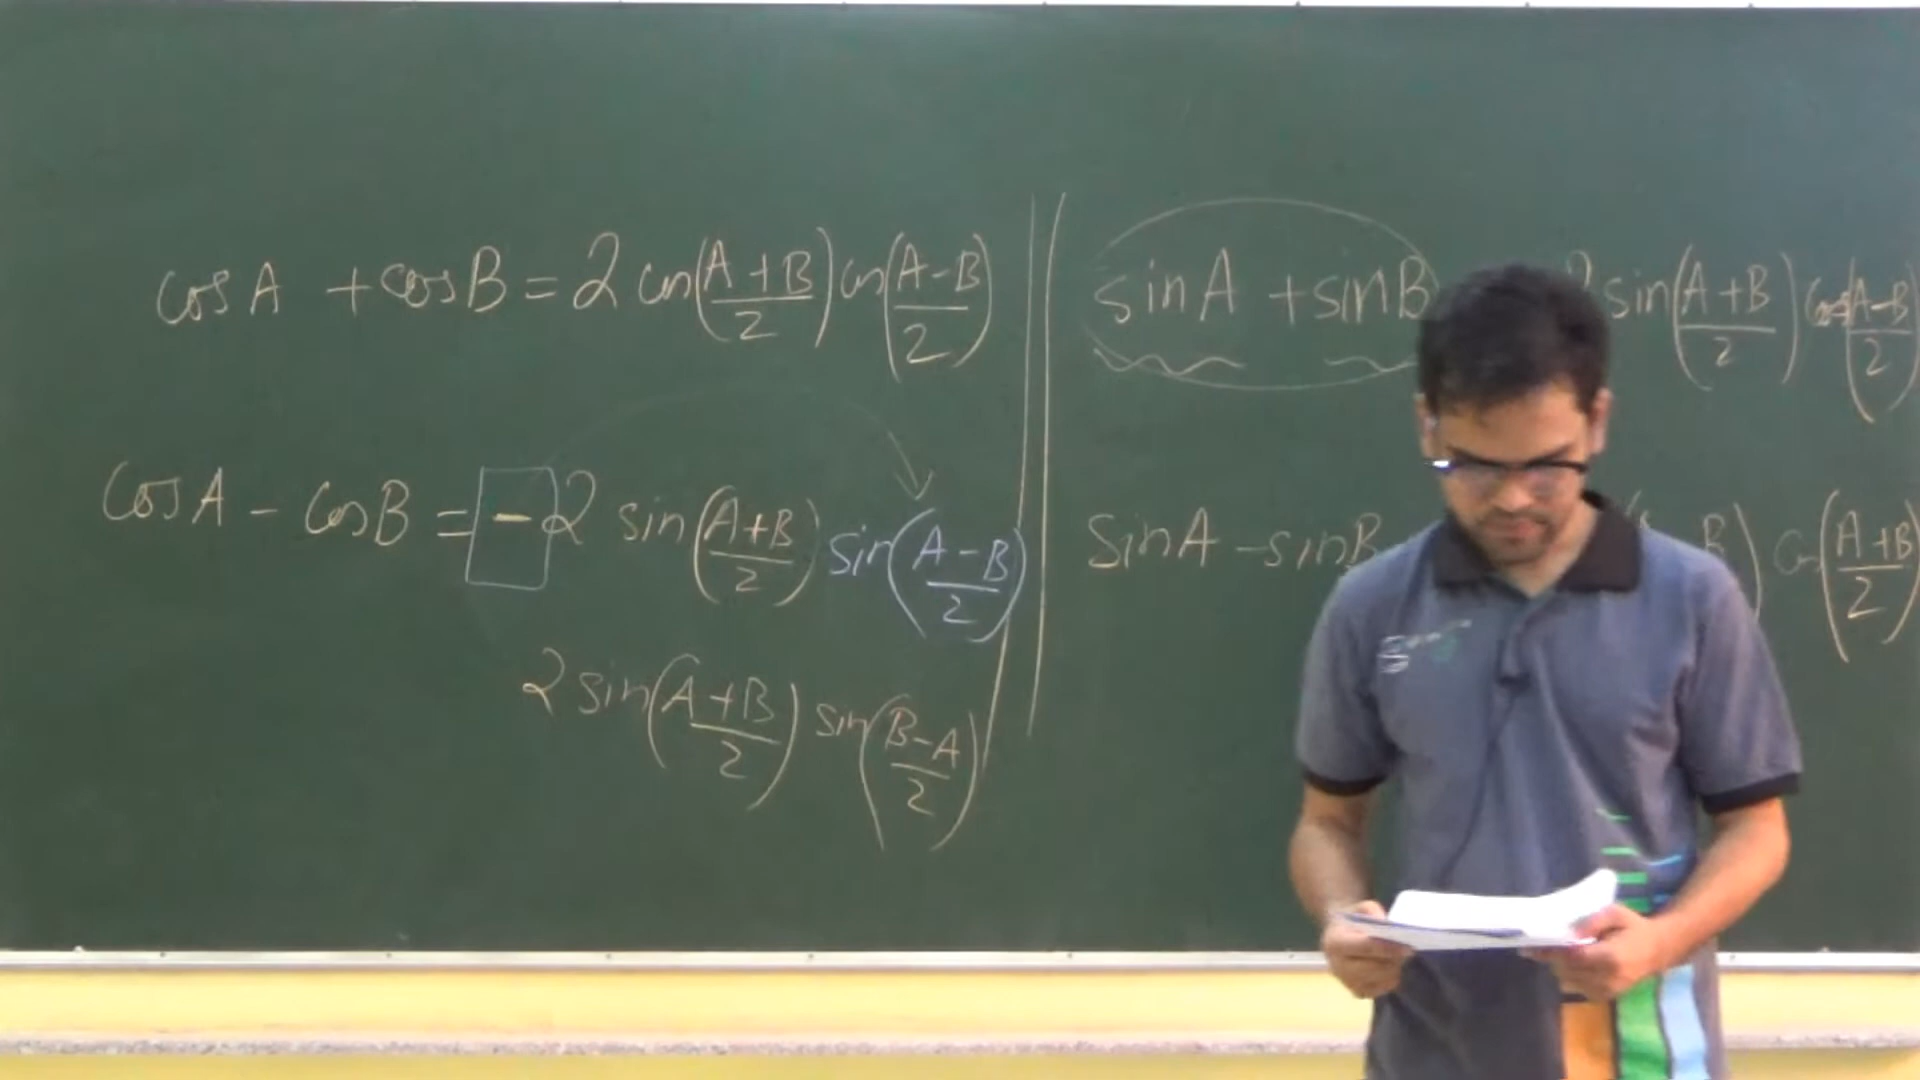 cosA + cosB = 2 cos(A+B/2) cos(A-B/2)
cosA - cosB = -2 sin(A+B/2) sin(A-B/2)
2 sin(A+B/2) sin(B-A/2)
sinA + sinB 2 sin(A+B/2) cos(A-B/2)
sinA - sinB B) cos(A+B/2)